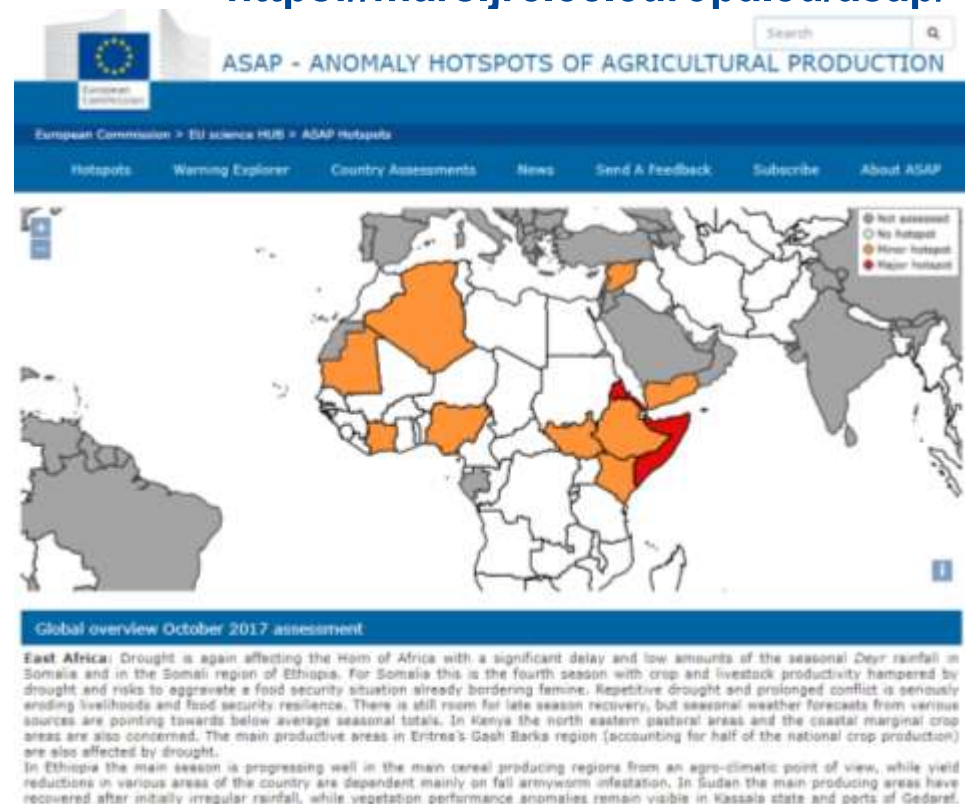 Search
ASAP - ANOMALY HOTSPOTS OF AGRICULTURAL PRODUCTION
European
Commission
European Commission > EU science HUB > ASAP Hotspots
Hotspots Warning Explorer Country Assessments News Send A Feedback Subscribe About ASAP
+
Not assessed
No hotspot
Minor hotspot
Major hotspot
i
Global overview October 2017 assessment
East Africa: Drought is again affecting the Horn of Africa with a significant delay and low amounts of the seasonal Deyr rainfall in
Somalia and in the Somali region of Ethiopia. For Somalia this is the fourth season with crop and livestock productivity hampered by
drought and risks to aggravate a food security situation already bordering femine. Repetitive drought and prolonged conflict is seriously
eroding livelihoods and food security resilience. There is still room for late season recovery, but seasonal weather forecasts from various
sources are pointing towards below average seasonal totals. In Kenya the north eastern pastoral areas and the coastal marginal crop
areas are also concerned. The main productive areas in Eritrea's Gash Barka region (accounting for half of the national crop production)
are also affected by drought.
In Ethiopia the main season is progressing well in the main cereal producing regions from an agro-climatic point of view, while yield
reductions in various areas of the country are dependent mainly on fall armyworm infestation. In Sudan the main producing areas have
recovered after initially irregular rainfall, while vegetation performance anomalies remain visible in Kassala state and parts of Gedaref